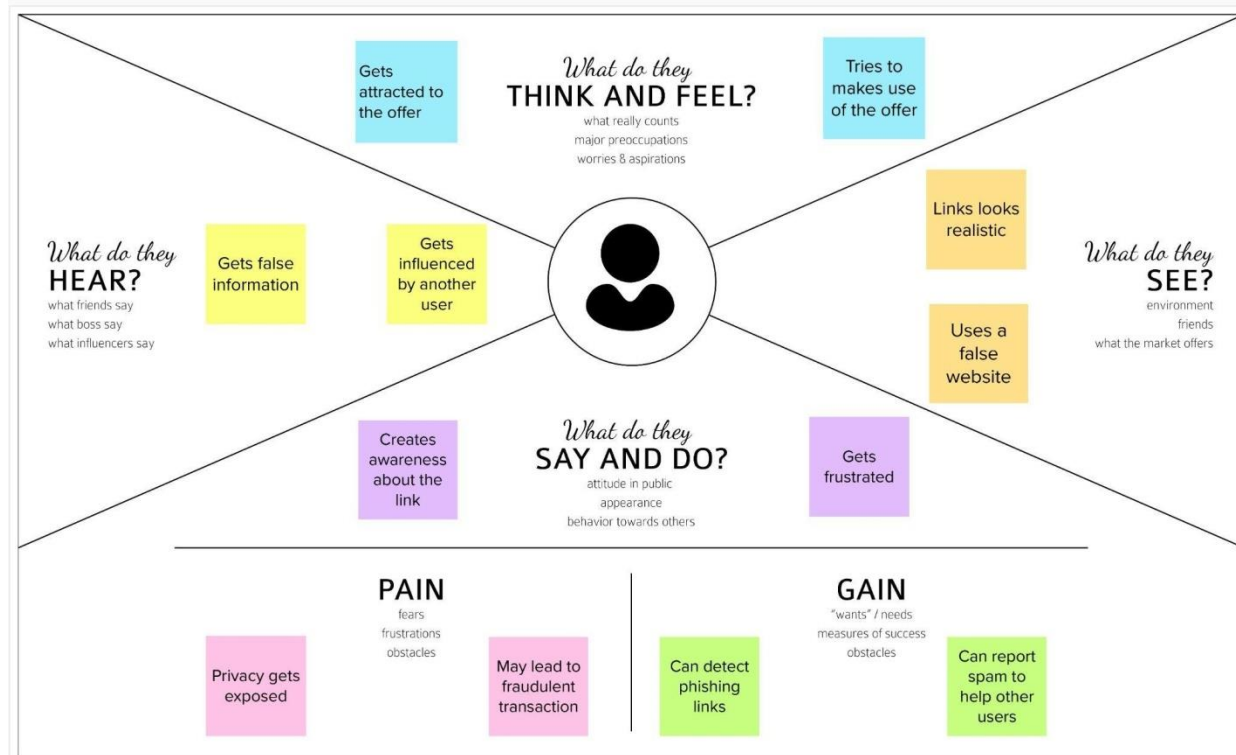 Gets
attracted to
the offer
What do they
THINK AND FEEL?
what really counts
major preoccupations
worries & aspirations
Tries to
makes use
of the offer
What do they
HEAR?
what friends say
what boss say
what influencers say
Gets false
information
Gets
influenced
by another
user
Links looks
realistic
Uses a
false
website
What do they
SEE?
environment
friends
what the market offers
Creates
awareness
about the
link
What do they
SAY AND DO?
attitude in public
appearance
behavior towards others
Gets
frustrated
PAIN
fears
frustrations
obstacles
Privacy gets
exposed
May lead to
fraudulent
transaction
GAIN
"wants" / needs
measures of success
obstacles
Can detect
phishing
links
Can report
spam to
help other
users